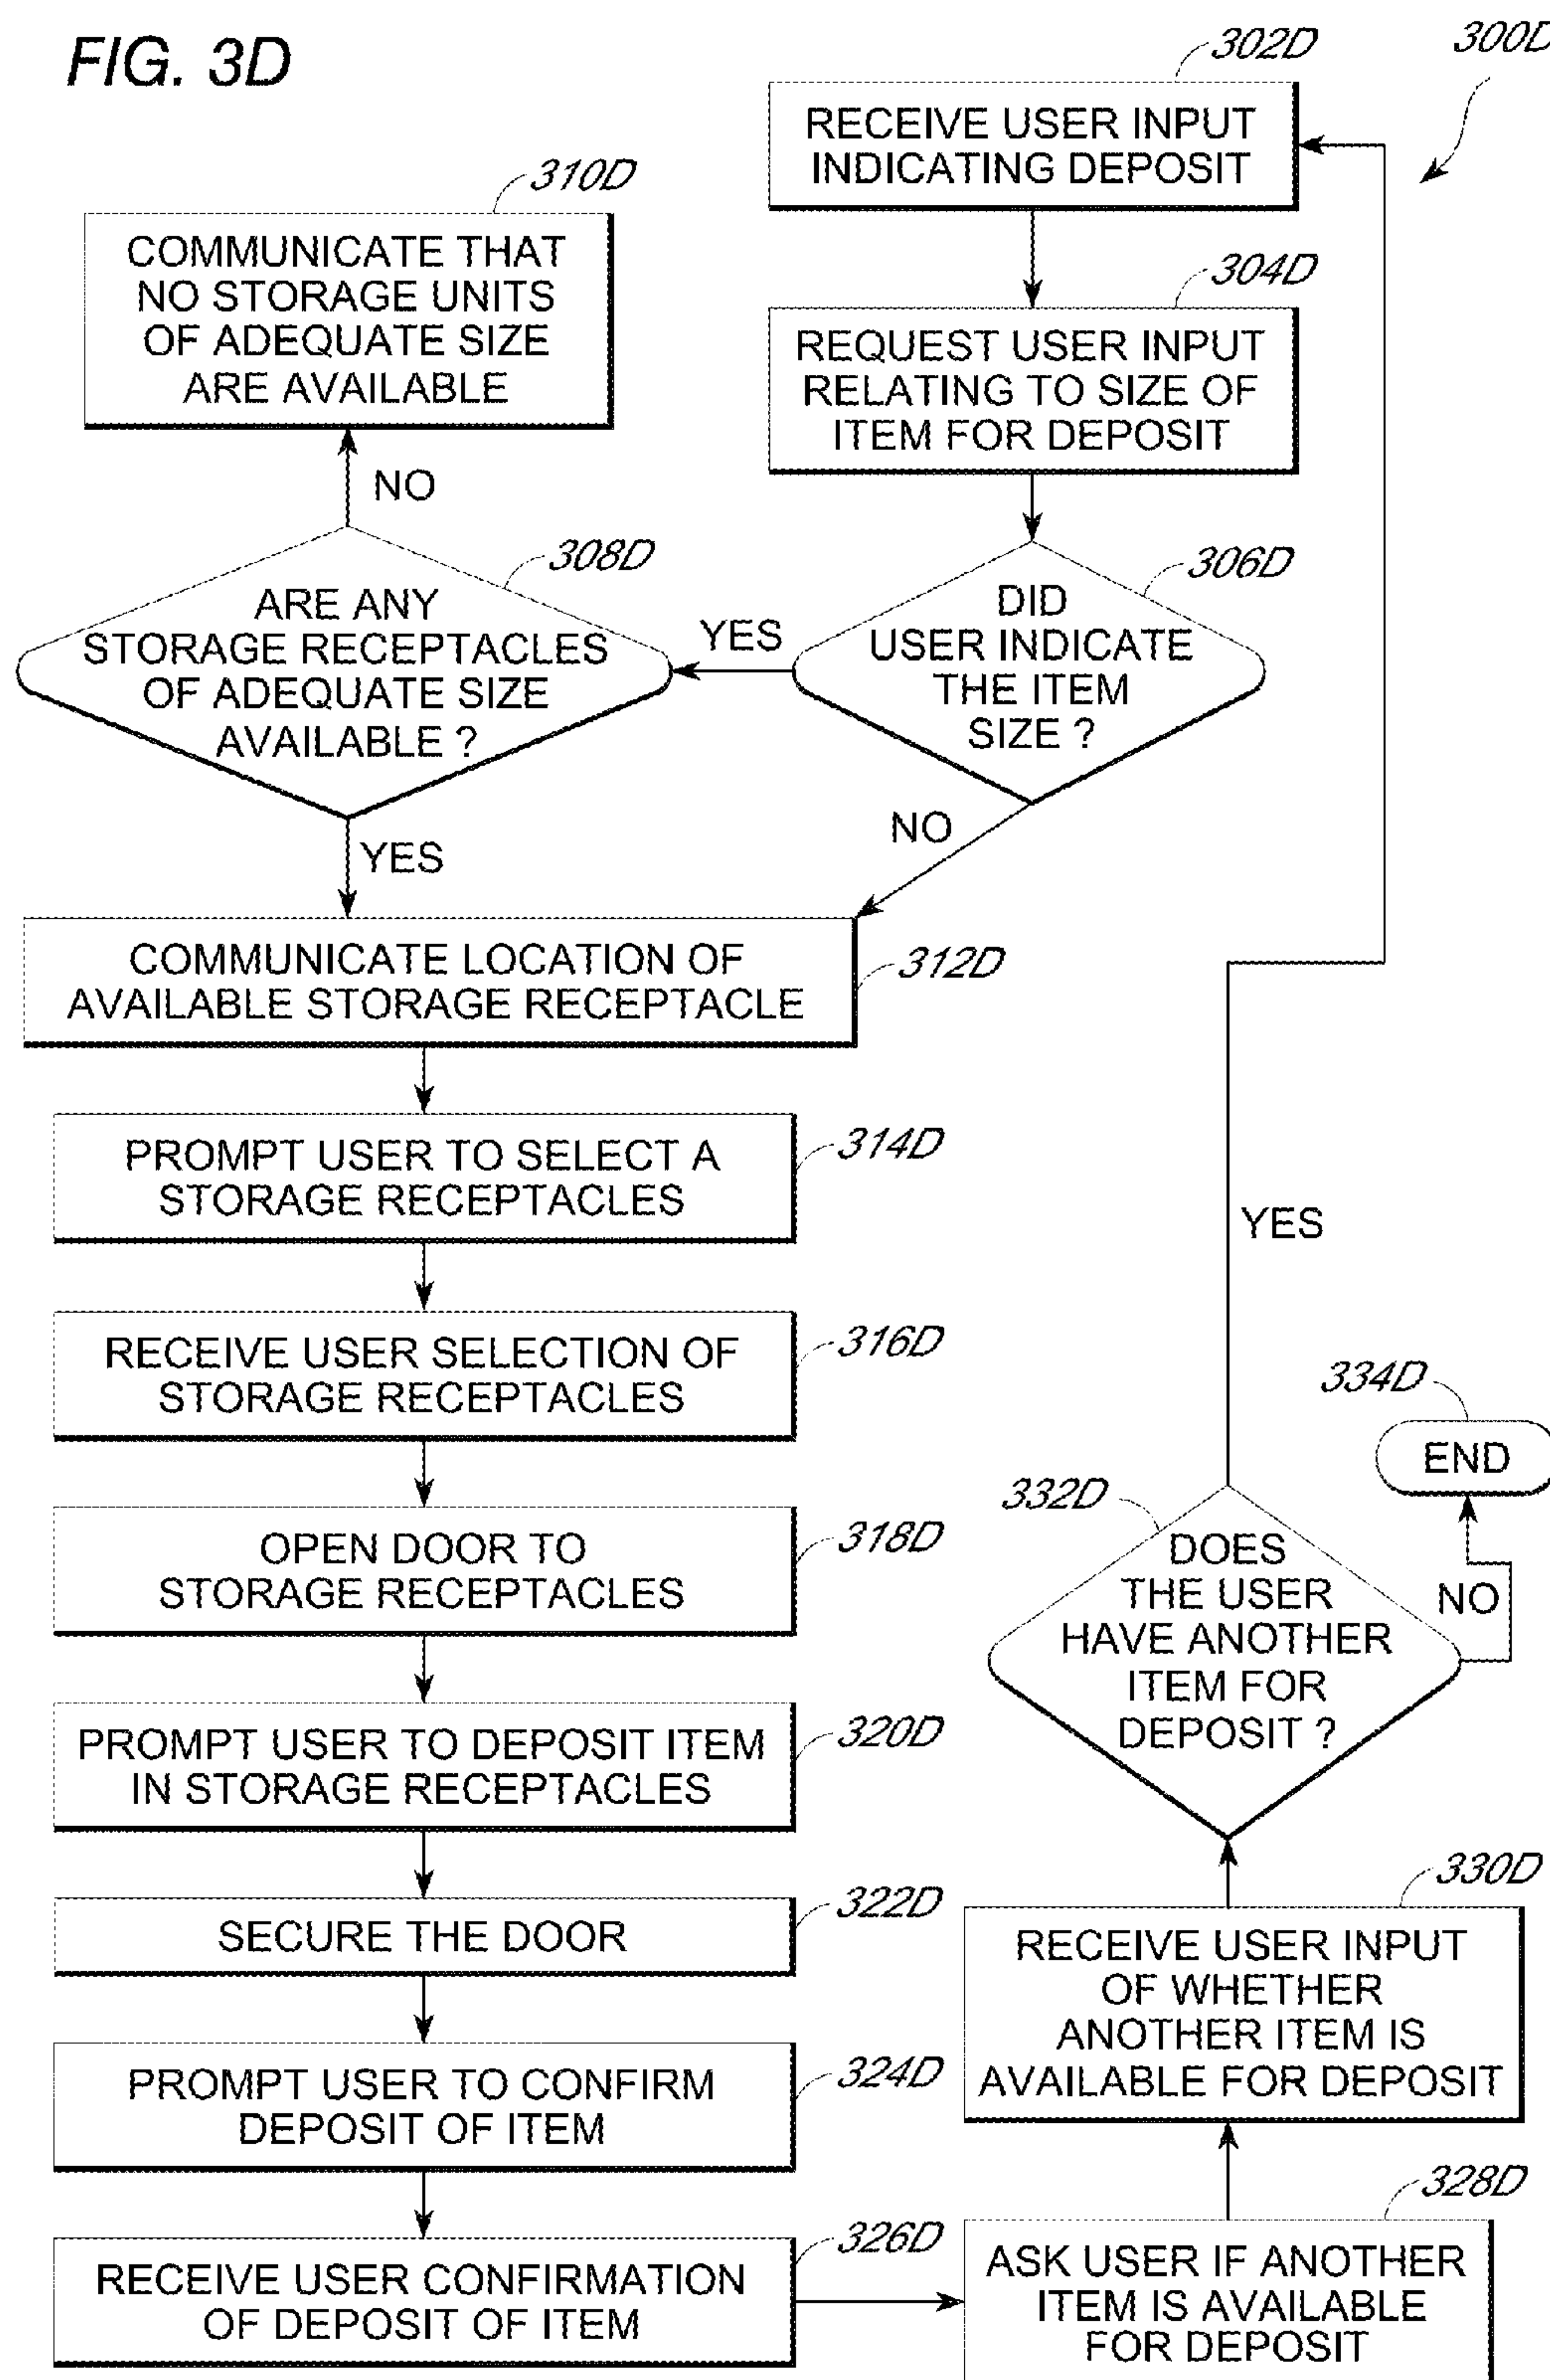 FIG. 3D
300D
302D
RECEIVE USER INPUT
INDICATING DEPOSIT
304D
REQUEST USER INPUT
RELATING TO SIZE OF
ITEM FOR DEPOSIT
306D
DID
USER INDICATE
THE ITEM
SIZE ?
YES
NO
308D
ARE ANY
STORAGE RECEPTACLES
OF ADEQUATE SIZE
AVAILABLE ?
NO
YES
310D
COMMUNICATE THAT
NO STORAGE UNITS
OF ADEQUATE SIZE
ARE AVAILABLE
312D
COMMUNICATE LOCATION OF
AVAILABLE STORAGE RECEPTACLE
314D
PROMPT USER TO SELECT A
STORAGE RECEPTACLES
316D
RECEIVE USER SELECTION OF
STORAGE RECEPTACLES
318D
OPEN DOOR TO
STORAGE RECEPTACLES
320D
PROMPT USER TO DEPOSIT ITEM
IN STORAGE RECEPTACLES
322D
SECURE THE DOOR
324D
PROMPT USER TO CONFIRM
DEPOSIT OF ITEM
326D
RECEIVE USER CONFIRMATION
OF DEPOSIT OF ITEM
328D
ASK USER IF ANOTHER
ITEM IS AVAILABLE
FOR DEPOSIT
330D
RECEIVE USER INPUT
OF WHETHER
ANOTHER ITEM IS
AVAILABLE FOR DEPOSIT
332D
DOES
THE USER
HAVE ANOTHER
ITEM FOR
DEPOSIT ?
YES
NO
334D
END